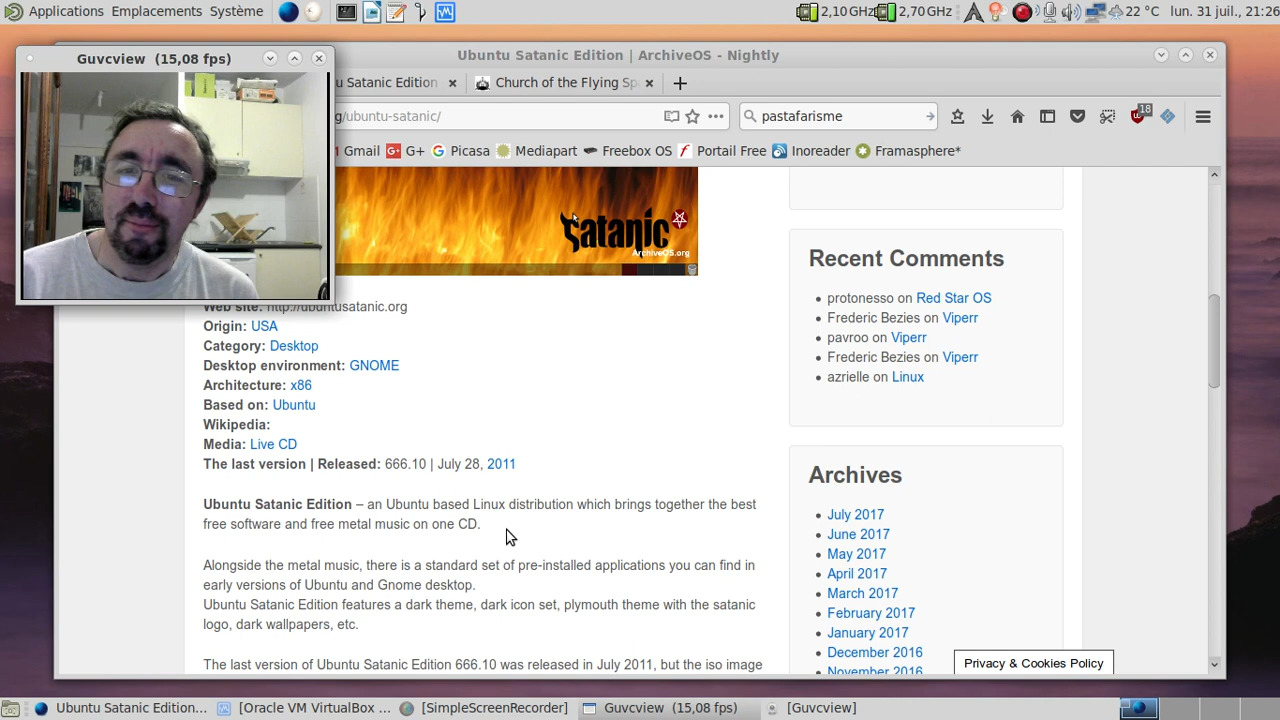 Applications Emplacements Système 2,10 GHz 2,70 GHz 22 °C lun. 31 juil., 21:26
Guvcview (15,08 fps)
Ubuntu Satanic Edition | ArchiveOS - Nightly
u Satanic Edition Church of the Flying Sp
g/ubuntu-satanic/ pastafarisme 18
Gmail G+ G+ Picasa Mediapart Freebox OS Portail Free Inoreader Framasphere*
Satanic
ArchiveOS.org
Web site: http://ubuntusatanic.org
Origin: USA
Category: Desktop
Desktop environment: GNOME
Architecture: x86
Based on: Ubuntu
Wikipedia:
Media: Live CD
The last version | Released: 666.10 | July 28, 2011
Ubuntu Satanic Edition – an Ubuntu based Linux distribution which brings together the best
free software and free metal music on one CD.
Alongside the metal music, there is a standard set of pre-installed applications you can find in
early versions of Ubuntu and Gnome desktop.
Ubuntu Satanic Edition features a dark theme, dark icon set, plymouth theme with the satanic
logo, dark wallpapers, etc.
The last version of Ubuntu Satanic Edition 666.10 was released in July 2011, but the iso image
Recent Comments
protonesso on Red Star OS
Frederic Bezies on Viperr
pavroo on Viperr
Frederic Bezies on Viperr
azrielle on Linux
Archives
July 2017
June 2017
May 2017
April 2017
March 2017
February 2017
January 2017
December 2016
November 2016
Privacy & Cookies Policy
Ubuntu Satanic Edition... [Oracle VM VirtualBox ... [SimpleScreenRecorder] Guvcview (15,08 fps) [Guvcview]